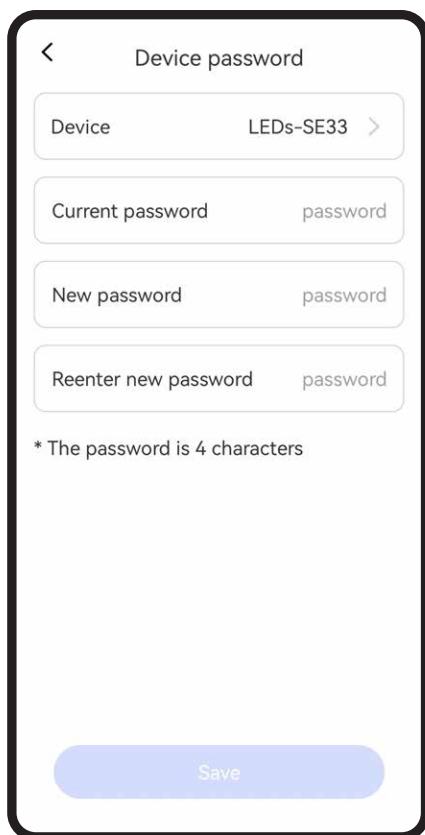 Device password
Device LEDs-SE33
Current password password
New password password
Reenter new password password
* The password is 4 characters
Save